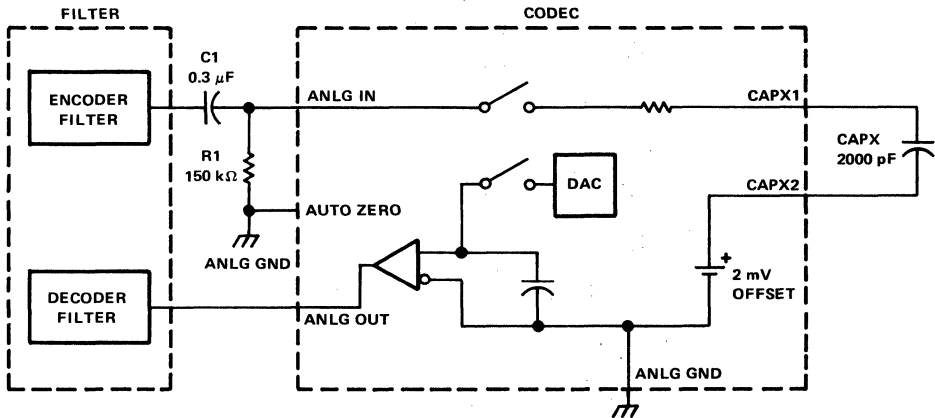 FILTER
CODEC
C1
0.3 µF
ENCODER
FILTER
ANLG IN
CAPX1
CAPX
2000 pF
R1
150 kΩ
DAC
CAPX2
AUTO ZERO
ANLG GND
+
2 mV
OFFSET
DECODER
FILTER
ANLG OUT
ANLG GND